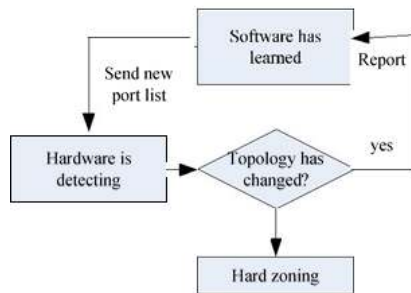 Software has
learned
Report
Send new
port list
Hardware is
detecting
Topology has
changed?
yes
Hard zoning